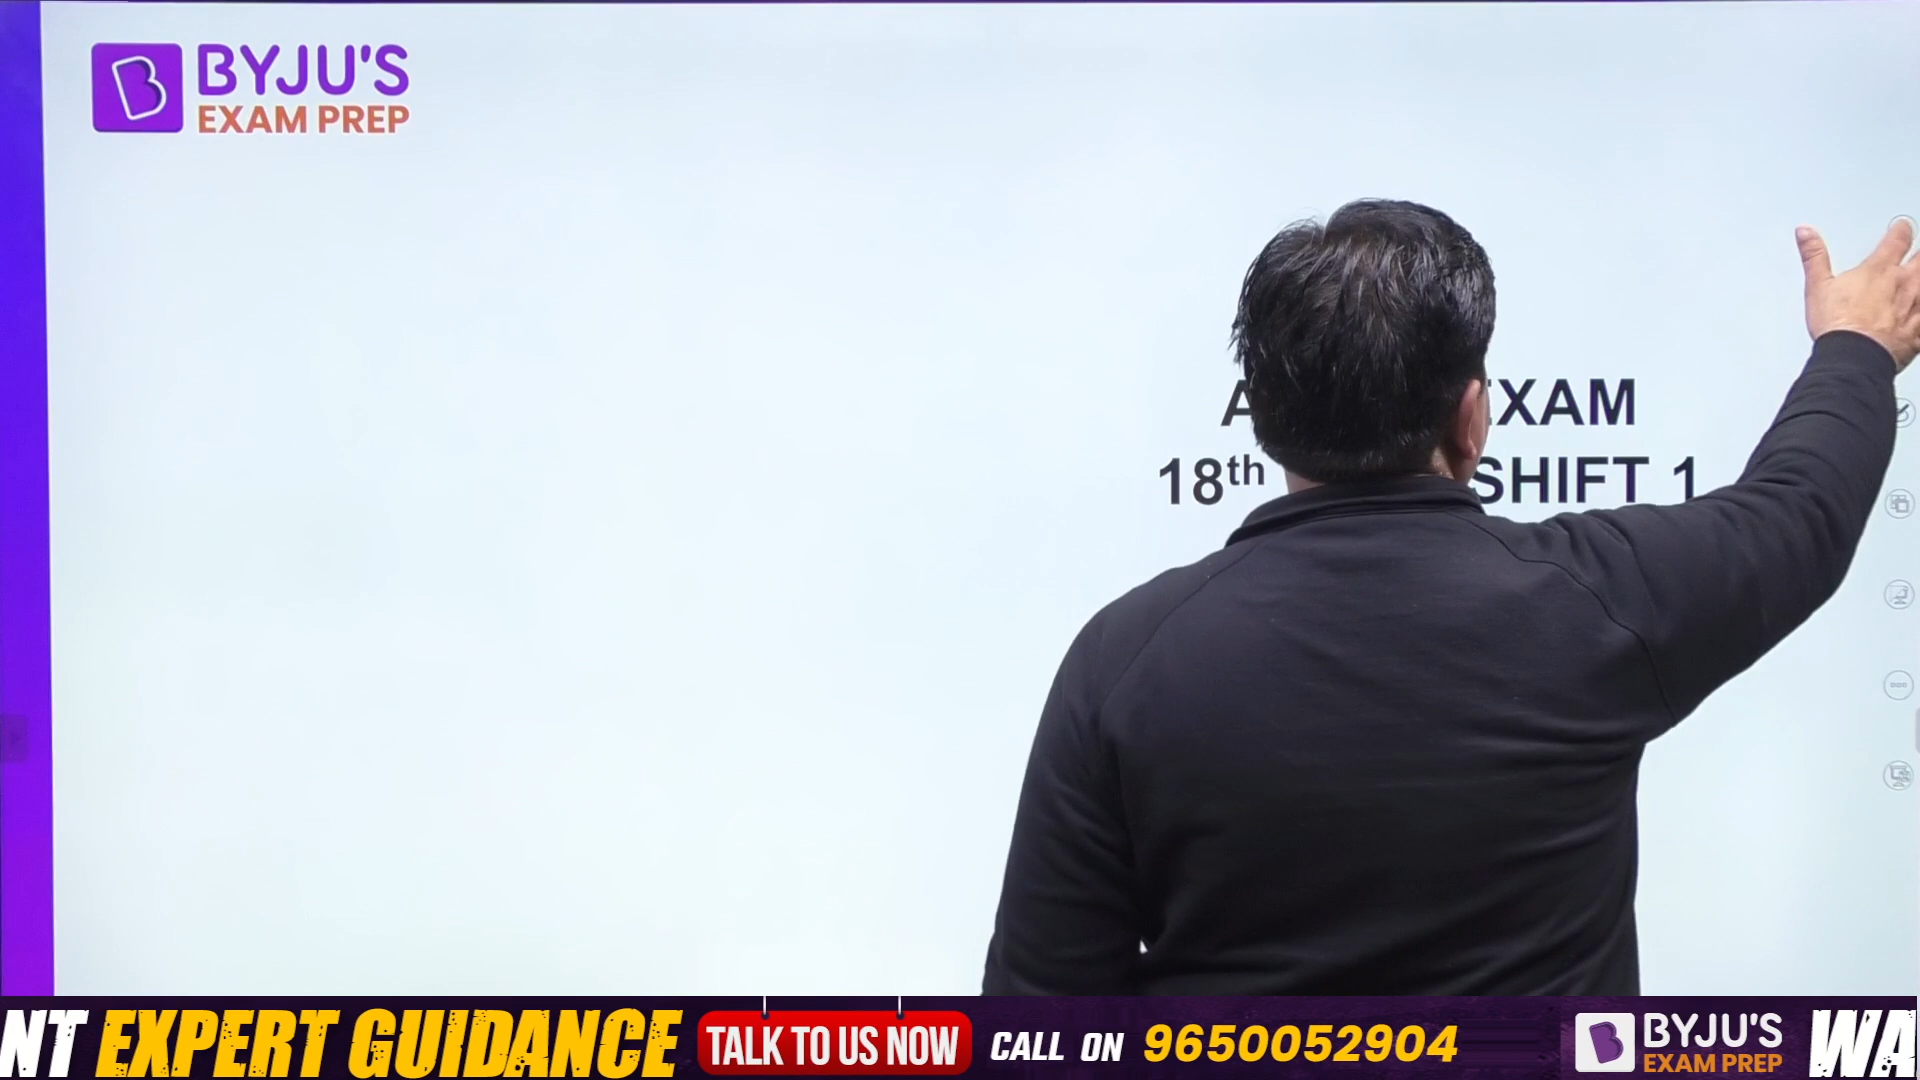 BYJU'S
EXAM PREP
EXAM
18th SHIFT 1
NT EXPERT GUIDANCE TALK TO US NOW CALL ON 9650052904 BYJU'S EXAM PREP WA